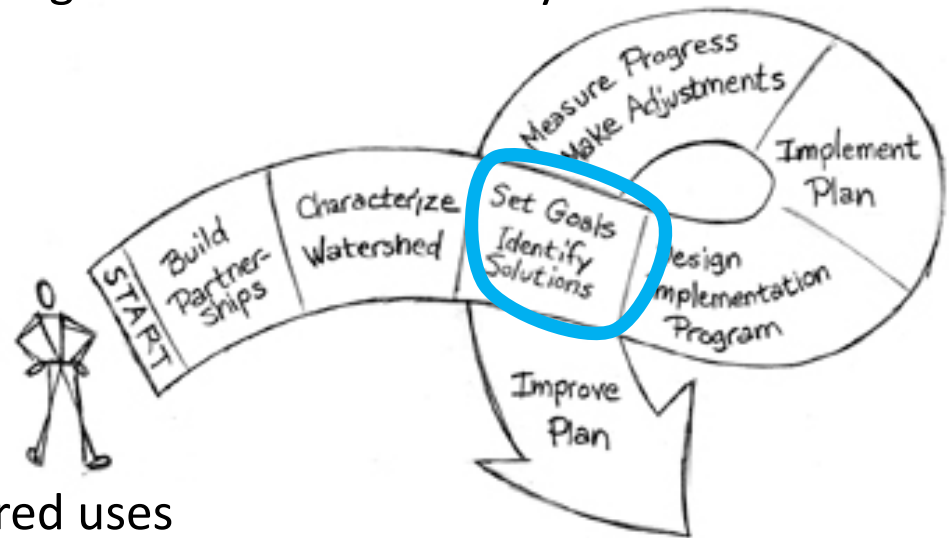 START
Build
Partner-
ships
Characterize
Watershed
Set Goals
Identify
Solutions
Design
Implementation
Program
Implement
Plan
Measure Progress
Make Adjustments
Improve
Plan
uses